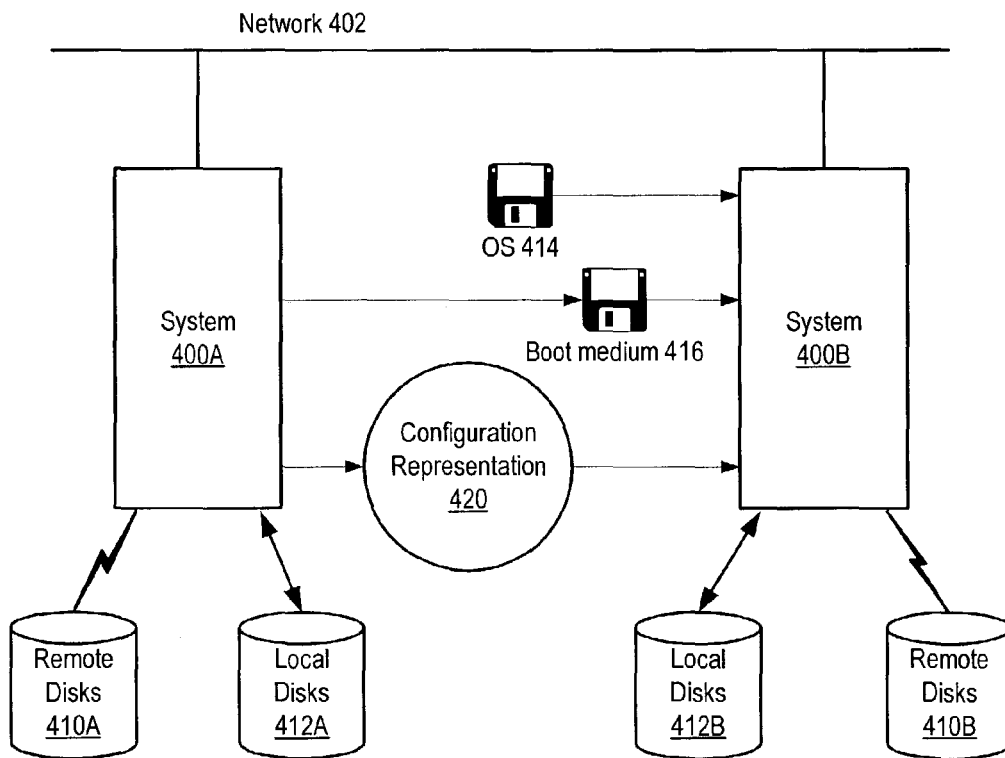 Network 402
OS 414
Boot medium 416
System
400A
System
400B
Configuration
Representation
420
Remote
Disks
410A
Local
Disks
412A
Local
Disks
412B
Remote
Disks
410B